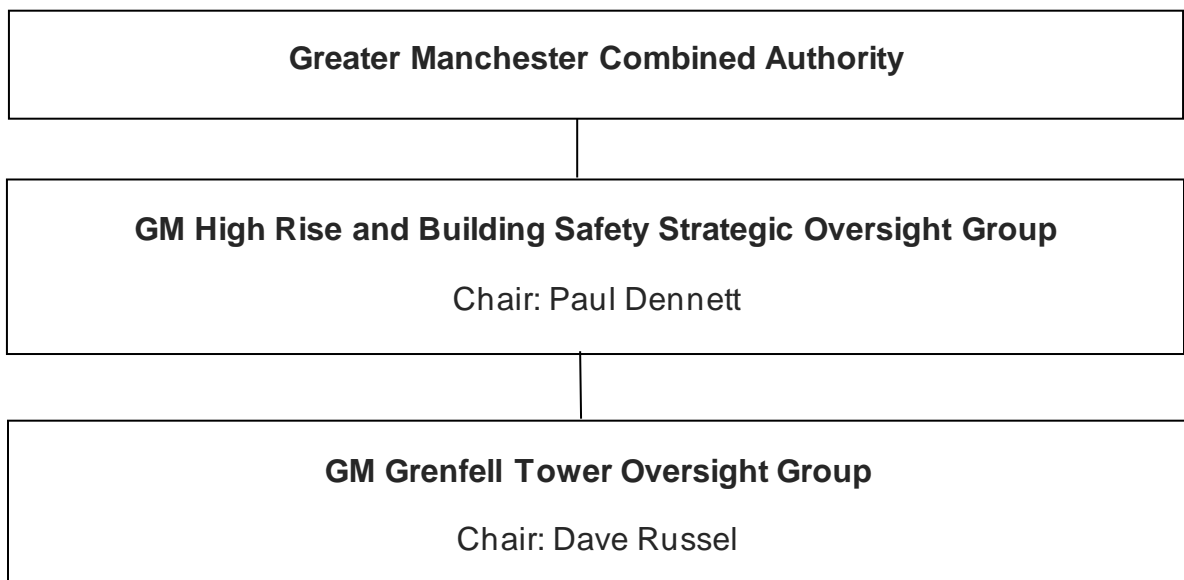 Greater Manchester Combined Authority
GM High Rise and Building Safety Strategic Oversight Group
Chair: Paul Dennett
GM Grenfell Tower Oversight Group
Chair: Dave Russel